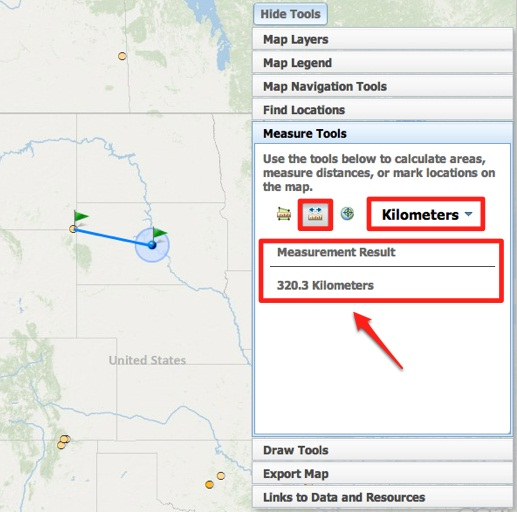 Hide Tools
Map Layers
Map Legend
Map Navigation Tools
Find Locations
Measure Tools
Use the tools below to calculate areas,
measure distances, or mark locations on
the map.
Kilometers
Measurement Result
320.3 Kilometers
United States
Draw Tools
Export Map
Links to Data and Resources